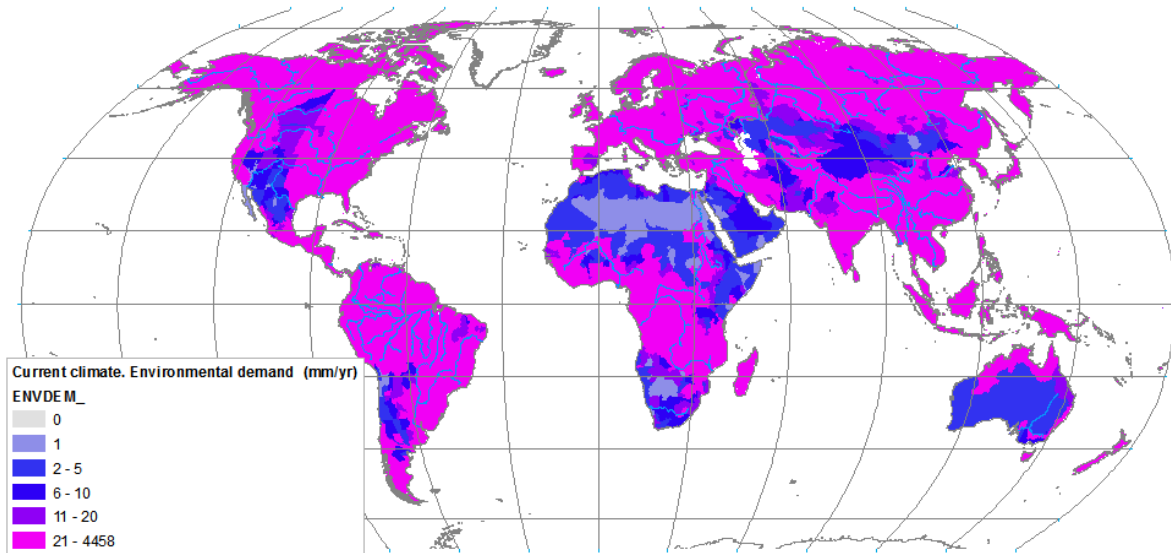 Current climate. Environmental demand (mm/yr)
ENVDEM_
0
1
2 - 5
6 - 10
11 - 20
21 - 4458